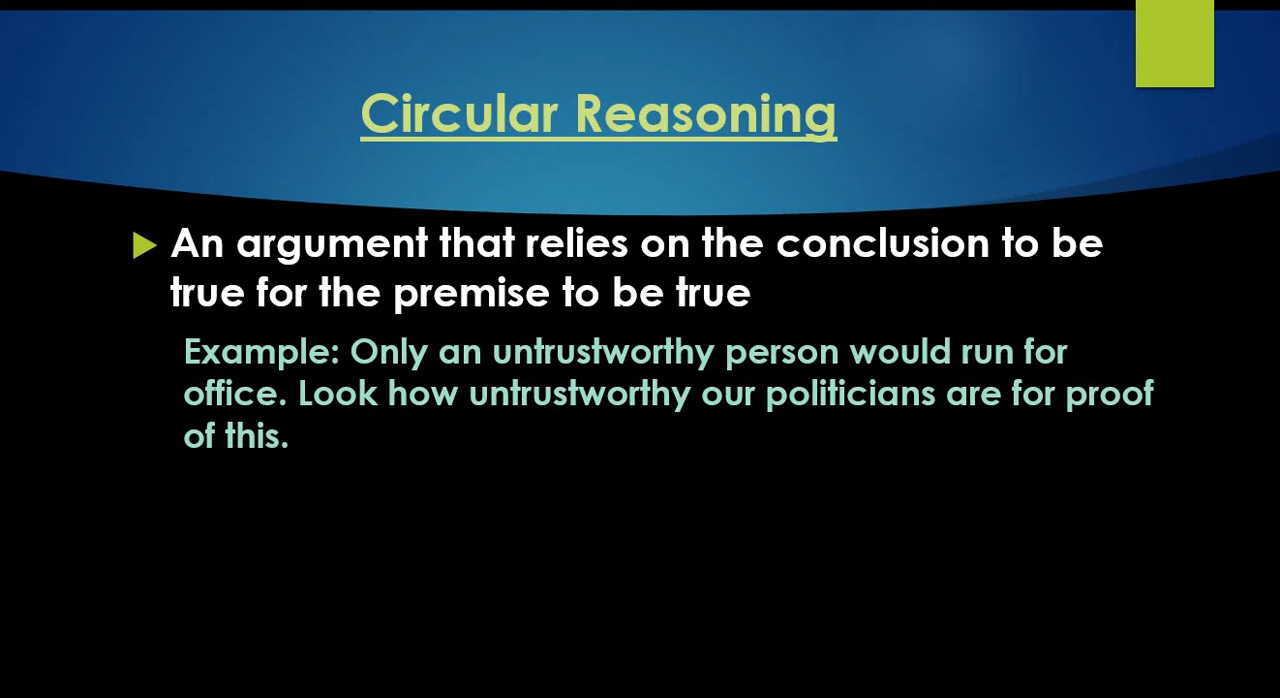 Circular Reasoning
An argument that relies on the conclusion to be
true for the premise to be true
Example: Only an untrustworthy person would run for
office. Look how untrustworthy our politicians are for proof
of this.